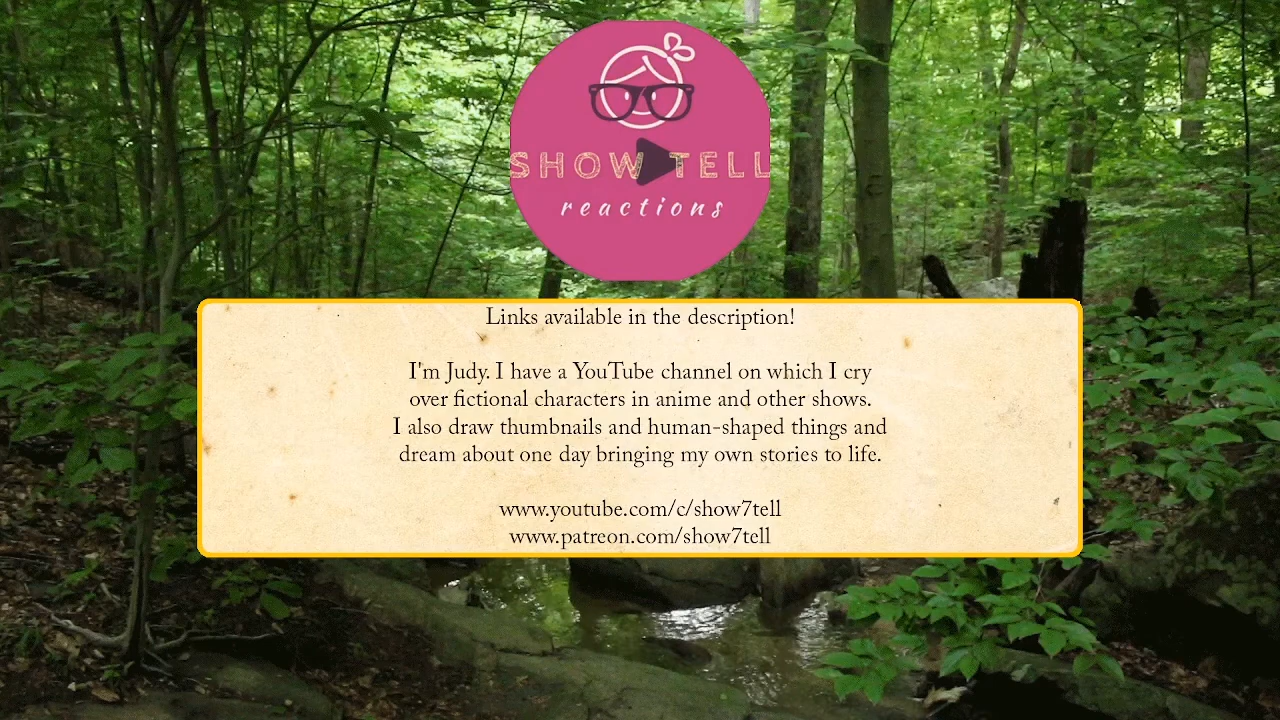 SHOW TELL
reactions
Links available in the description!
I'm Judy. I have a YouTube channel on which I cry
over fictional characters in anime and other shows.
I also draw thumbnails and human-shaped things and
dream about one day bringing my own stories to life.
www.youtube.com/c/show7tell
www.patreon.com/show7tell